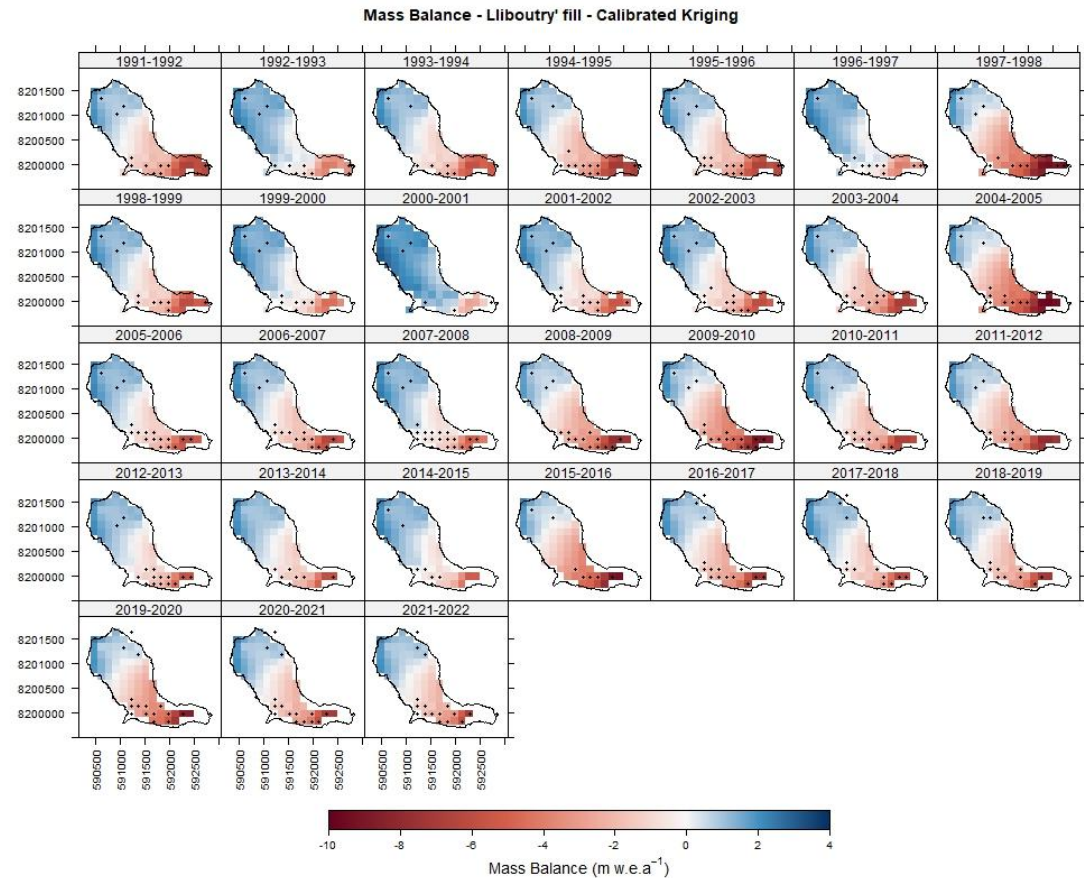 Mass Balance - Lliboutry' fill - Calibrated Kriging
1991-1992 1992-1993 1993-1994 1994-1995 1995-1996 1996-1997 1997-1998
8201500
8201000
8200500
8200000
1998-1999 1999-2000 2000-2001 2001-2002 2002-2003 2003-2004 2004-2005
8201500
8201000
8200500
8200000
2005-2006 2006-2007 2007-2008 2008-2009 2009-2010 2010-2011 2011-2012
8201500
8201000
8200500
8200000
2012-2013 2013-2014 2014-2015 2015-2016 2016-2017 2017-2018 2018-2019
8201500
8201000
8200500
8200000
2019-2020 2020-2021 2021-2022
8201500
8201000
8200500
8200000
590500 591000 591500 592000 592500 590500 591000 591500 592000 592500 590500 591000 591500 592000 592500
-10 -8 -6 -4 -2 0 2 4
Mass Balance (m w.e.a⁻¹)